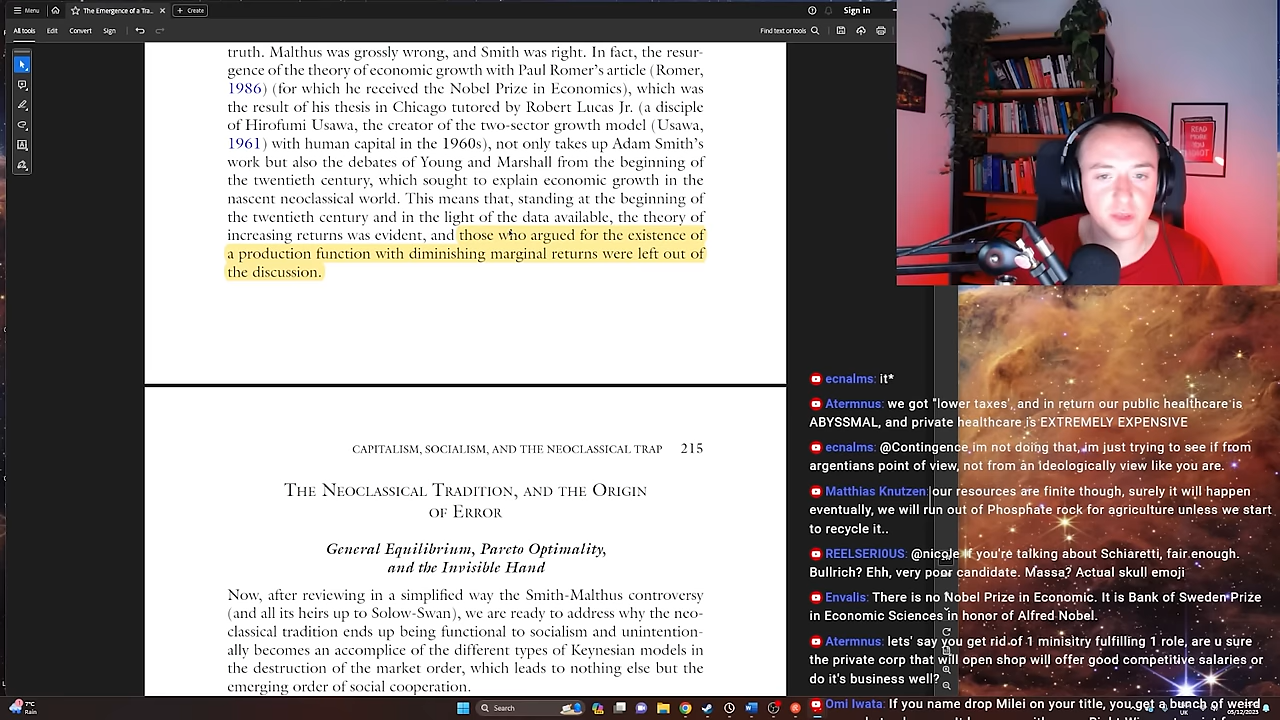 Menu
The Emergence of a Tra...
Create
Sign in
All tools
Edit
Convert
Sign
Find text or tools
truth. Malthus was grossly wrong, and Smith was right. In fact, the resur-
gence of the theory of economic growth with Paul Romer's article (Romer,
1986) (for which he received the Nobel Prize in Economics), which was
the result of his thesis in Chicago tutored by Robert Lucas Jr. (a disciple
of Hirofumi Usawa, the creator of the two-sector growth model (Usawa,
1961) with human capital in the 1960s), not only takes up Adam Smith's
work but also the debates of Young and Marshall from the beginning of
the twentieth century, which sought to explain economic growth in the
nascent neoclassical world. This means that, standing at the beginning of
the twentieth century and in the light of the data available, the theory of
increasing returns was evident, and those who argued for the existence of
a production function with diminishing marginal returns were left out of
the discussion.
CAPITALISM, SOCIALISM, AND THE NEOCLASSICAL TRAP 215
THE NEOCLASSICAL TRADITION, AND THE ORIGIN
OF ERROR
General Equilibrium, Pareto Optimality,
and the Invisible Hand
Now, after reviewing in a simplified way the Smith-Malthus controversy
(and all its heirs up to Solow-Swan), we are ready to address why the neo-
classical tradition ends up being functional to socialism and unintention-
ally becomes an accomplice of the different types of Keynesian models in
the destruction of the market order, which leads to nothing else but the
emerging order of social cooperation.
READ
MORE
ecnalms: it*
Atermnus: we got "lower taxes', and in return our public healthcare is
ABYSSMAL, and private healthcare is EXTREMELY EXPENSIVE
ecnalms: @Contingence im not doing that, im just trying to see if from
argentians point of view, not from an ideologically view like you are.
Matthias Knutzen: our resources are finite though, surely it will happen
eventually, we will run out of Phosphate rock for agriculture unless we start
to recycle it..
REELSERI0US: @nicole if you're talking about Schiaretti, fair enough.
Bullrich? Ehh, very poor candidate. Massa? Actual skull emoji
Envalis: There is no Nobel Prize in Economic. It is Bank of Sweden Prize
in Economic Sciences in honor of Alfred Nobel.
Atermnus: lets' say you get rid of 1 minisitry fulfilling 1 role, are u sure
the private corp that will open shop will offer good competitive salaries or
do it's business well?
Omi Iwata: If you name drop Milei on your title, you get a bunch of weird
7°C
Rain
Search
UK
05/12/2023